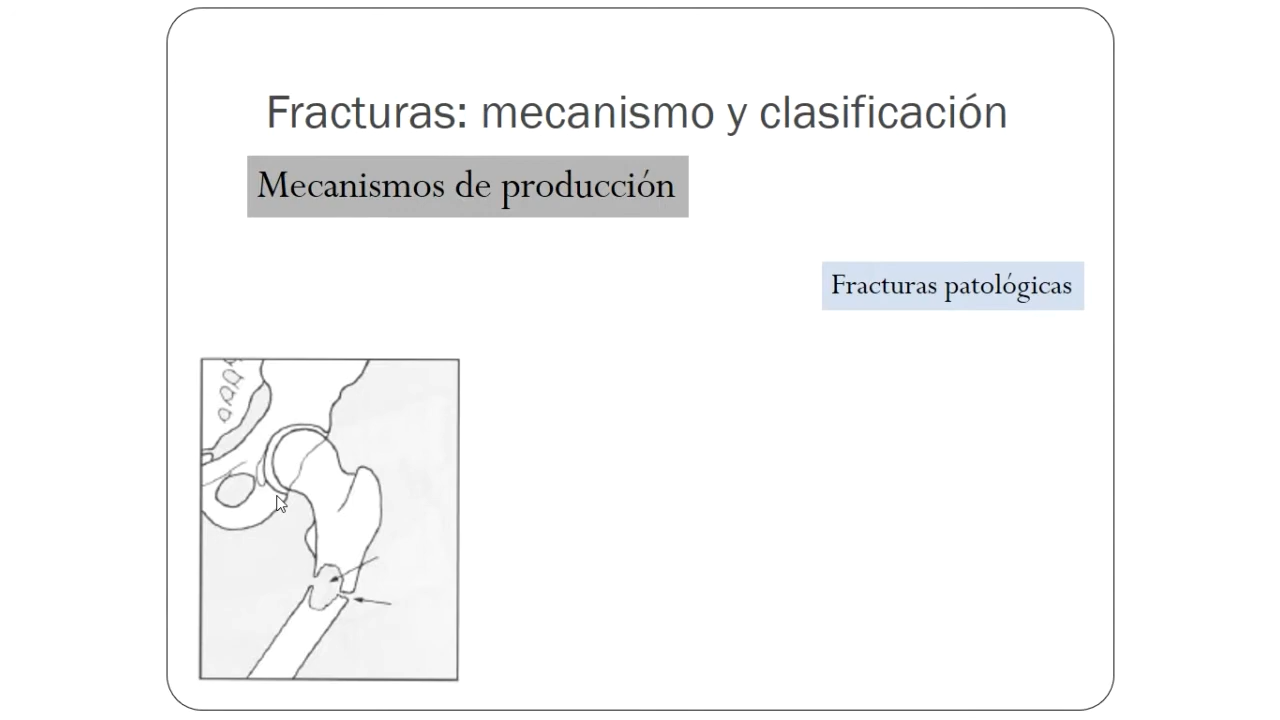 Fracturas: mecanismo y clasificación
Mecanismos de producción
Fracturas patológicas